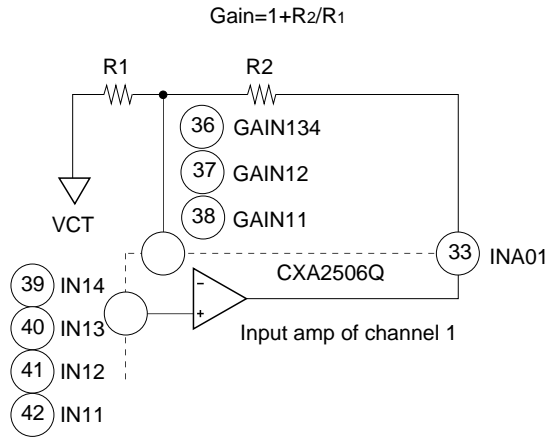 Gain=1+R2/R1
R1
R2
36 GAIN134
37 GAIN12
38 GAIN11
VCT
33 INA01
CXA2506Q
39 IN14
40 IN13
41 IN12
42 IN11
–
+
Input amp of channel 1